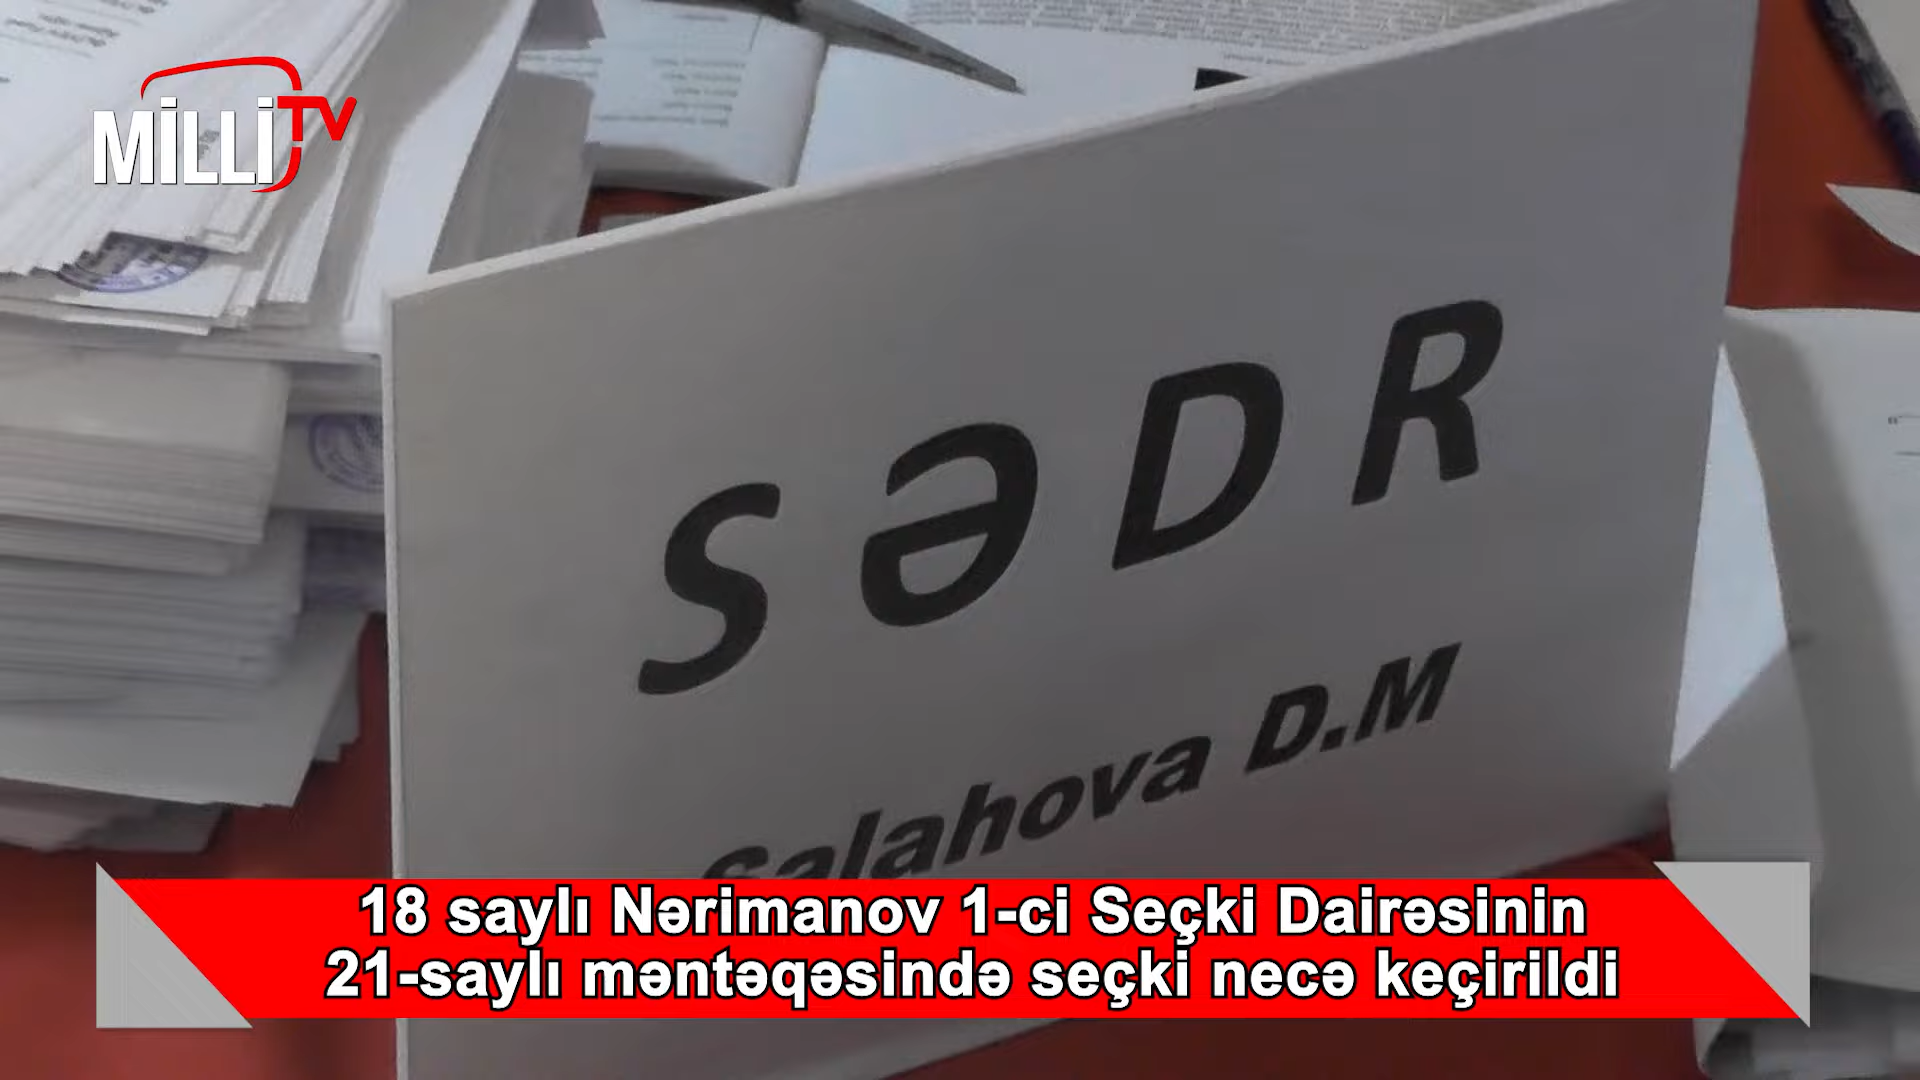 MİLLİ TV
SƏDR
Salahova D.M
18 saylı Nərimanov 1-ci Seçki Dairəsinin
21-saylı məntəqəsində seçki necə keçirildi